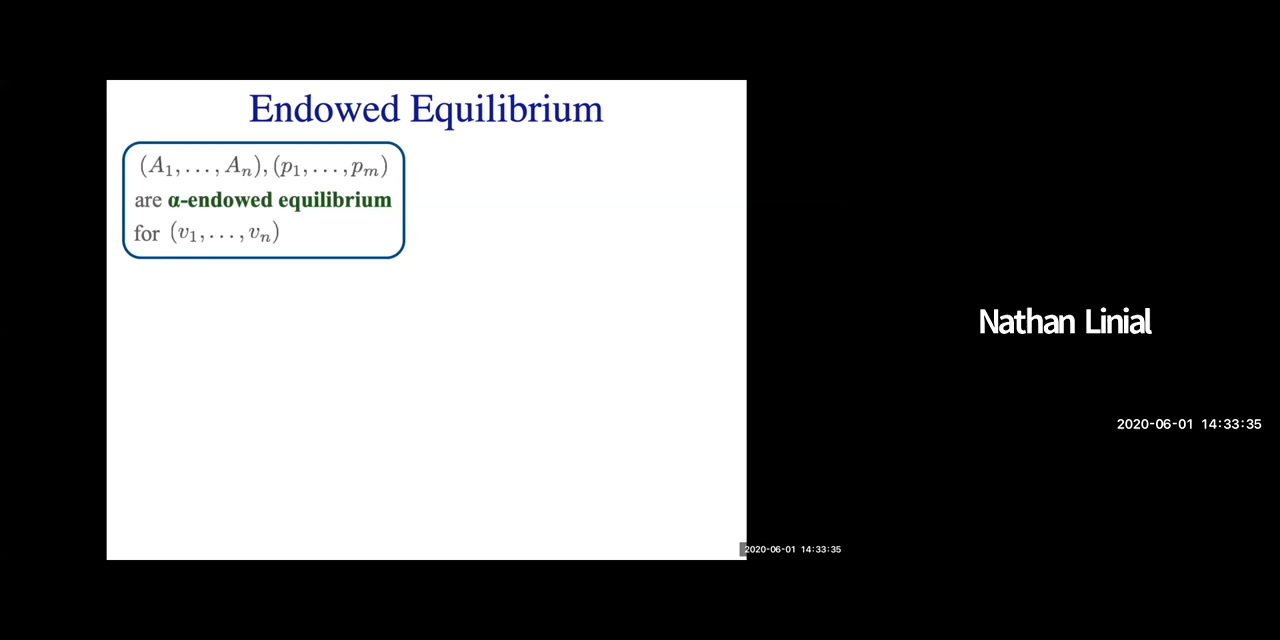 Endowed Equilibrium
(A₁, . . . , Aₙ), (p₁, . . . , pₘ)
are α-endowed equilibrium
for (v₁, . . . , vₙ)
Nathan Linial
2020-06-01 14:33:35
2020-06-01 14:33:35